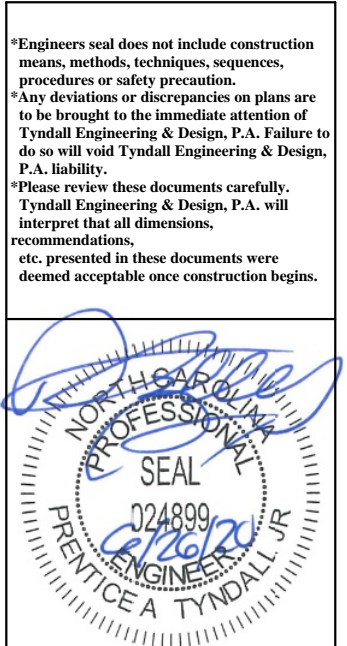 *Engineers seal does not include construction
means, methods, techniques, sequences,
procedures or safety precaution.
*Any deviations or discrepancies on plans are
to be brought to the immediate attention of
Tyndall Engineering & Design, P.A. Failure to
do so will void Tyndall Engineering & Design,
P.A. liability.
*Please review these documents carefully.
Tyndall Engineering & Design, P.A. will
interpret that all dimensions,
recommendations,
etc. presented in these documents were
deemed acceptable once construction begins.
NORTH CAROLINA
PROFESSIONAL
SEAL
024899
6/26/20
ENGINEER
PRENTICE A TYNDALL JR